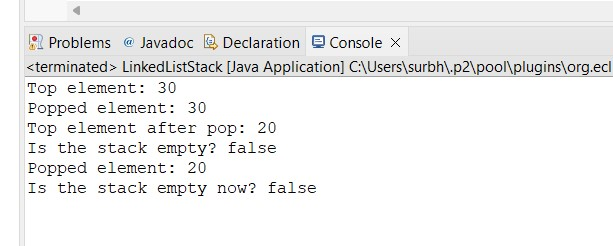 Problems @ Javadoc Declaration Console
<terminated> LinkedListStack [Java Application] C:\Users\surbh\.p2\pool\plugins\org.ecl
Top element: 30
Popped element: 30
Top element after pop: 20
Is the stack empty? false
Popped element: 20
Is the stack empty now? false